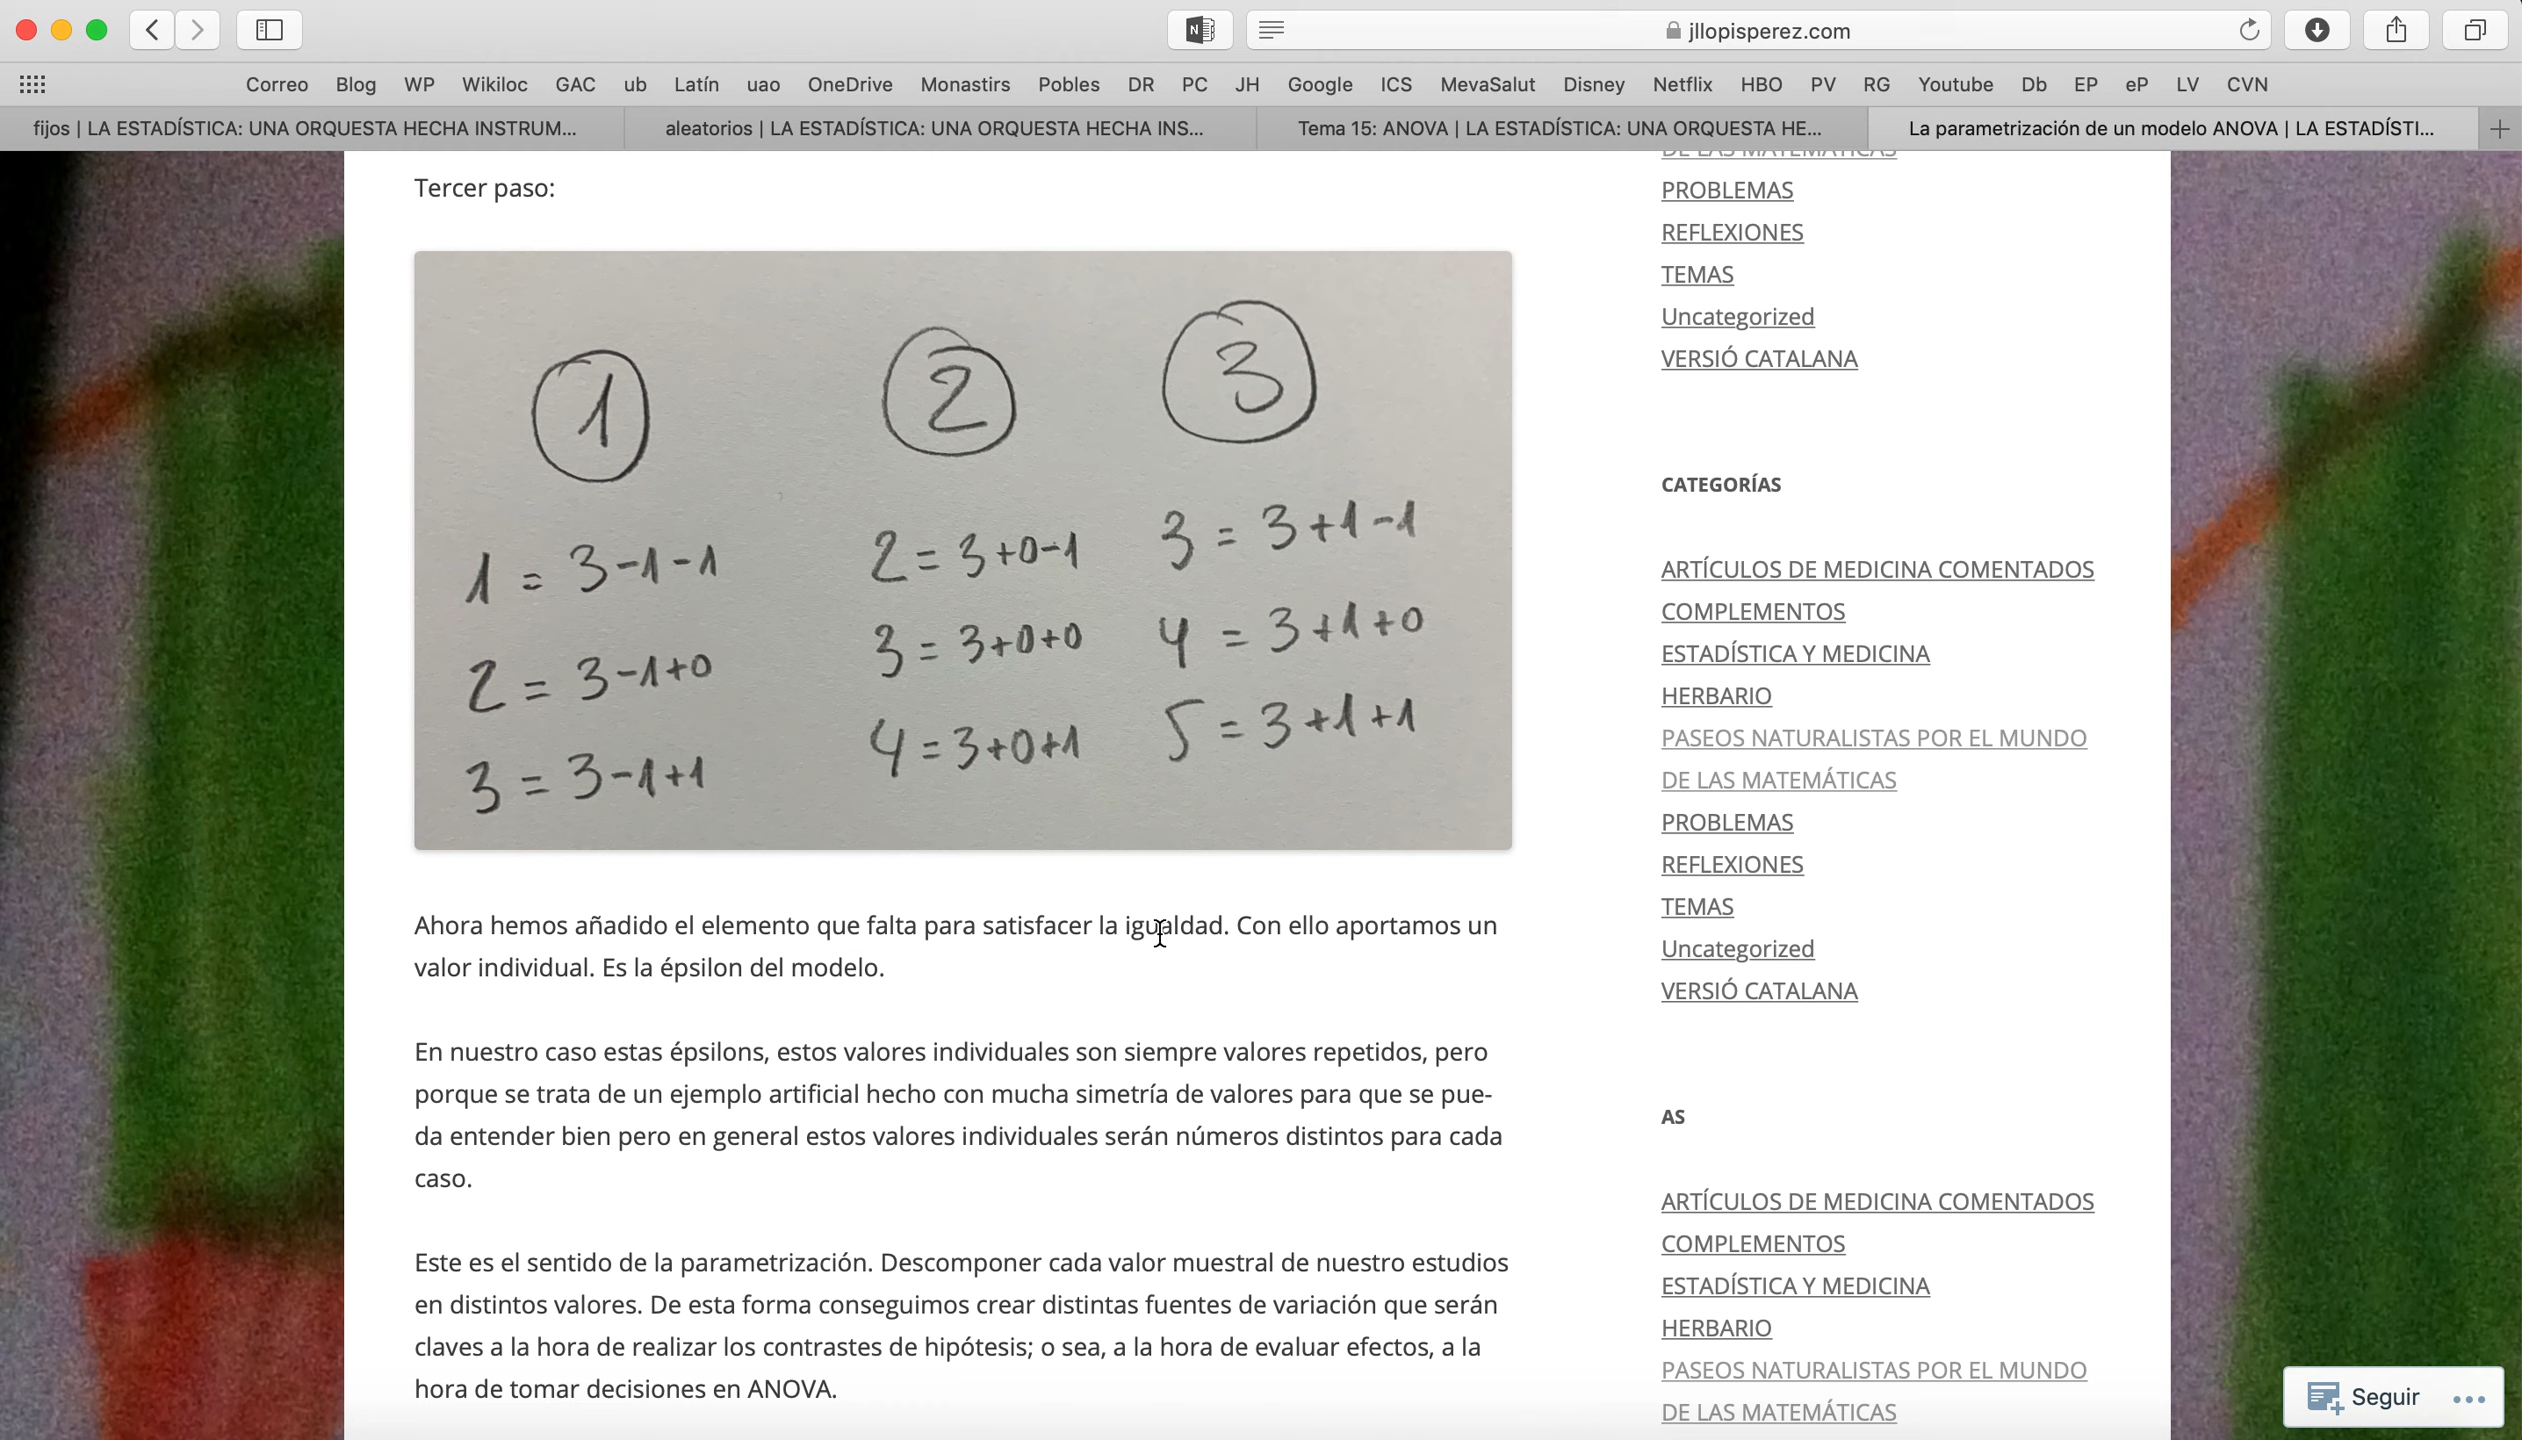 jllopisperez.com
Correo Blog WP Wikiloc GAC ub Latín uao OneDrive Monastirs Pobles DR PC JH Google ICS MevaSalut Disney Netflix HBO PV RG Youtube Db EP eP LV CVN
fijos | LA ESTADÍSTICA: UNA ORQUESTA HECHA INSTRUM...
aleatorios | LA ESTADÍSTICA: UNA ORQUESTA HECHA INS...
Tema 15: ANOVA | LA ESTADÍSTICA: UNA ORQUESTA HE...
La parametrización de un modelo ANOVA | LA ESTADÍSTI...
Tercer paso:
1 2 3
1 = 3-1-1 2 = 3+0-1 3 = 3+1-1
2 = 3-1+0 3 = 3+0+0 4 = 3+1+0
3 = 3-1+1 4 = 3+0+1 5 = 3+1+1
Ahora hemos añadido el elemento que falta para satisfacer la igualdad. Con ello aportamos un
valor individual. Es la épsilon del modelo.
En nuestro caso estas épsilons, estos valores individuales son siempre valores repetidos, pero
porque se trata de un ejemplo artificial hecho con mucha simetría de valores para que se pue-
da entender bien pero en general estos valores individuales serán números distintos para cada
caso.
Este es el sentido de la parametrización. Descomponer cada valor muestral de nuestro estudios
en distintos valores. De esta forma conseguimos crear distintas fuentes de variación que serán
claves a la hora de realizar los contrastes de hipótesis; o sea, a la hora de evaluar efectos, a la
hora de tomar decisiones en ANOVA.
DE LAS MATEMÁTICAS
PROBLEMAS
REFLEXIONES
TEMAS
Uncategorized
VERSIÓ CATALANA
CATEGORÍAS
ARTÍCULOS DE MEDICINA COMENTADOS
COMPLEMENTOS
ESTADÍSTICA Y MEDICINA
HERBARIO
PASEOS NATURALISTAS POR EL MUNDO
DE LAS MATEMÁTICAS
PROBLEMAS
REFLEXIONES
TEMAS
Uncategorized
VERSIÓ CATALANA
AS
ARTÍCULOS DE MEDICINA COMENTADOS
COMPLEMENTOS
ESTADÍSTICA Y MEDICINA
HERBARIO
PASEOS NATURALISTAS POR EL MUNDO
DE LAS MATEMÁTICAS
Seguir